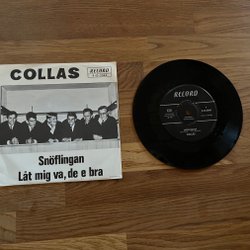 COLLAS
RECORD
Snöflingan
Låt mig va, de e bra
RECORD